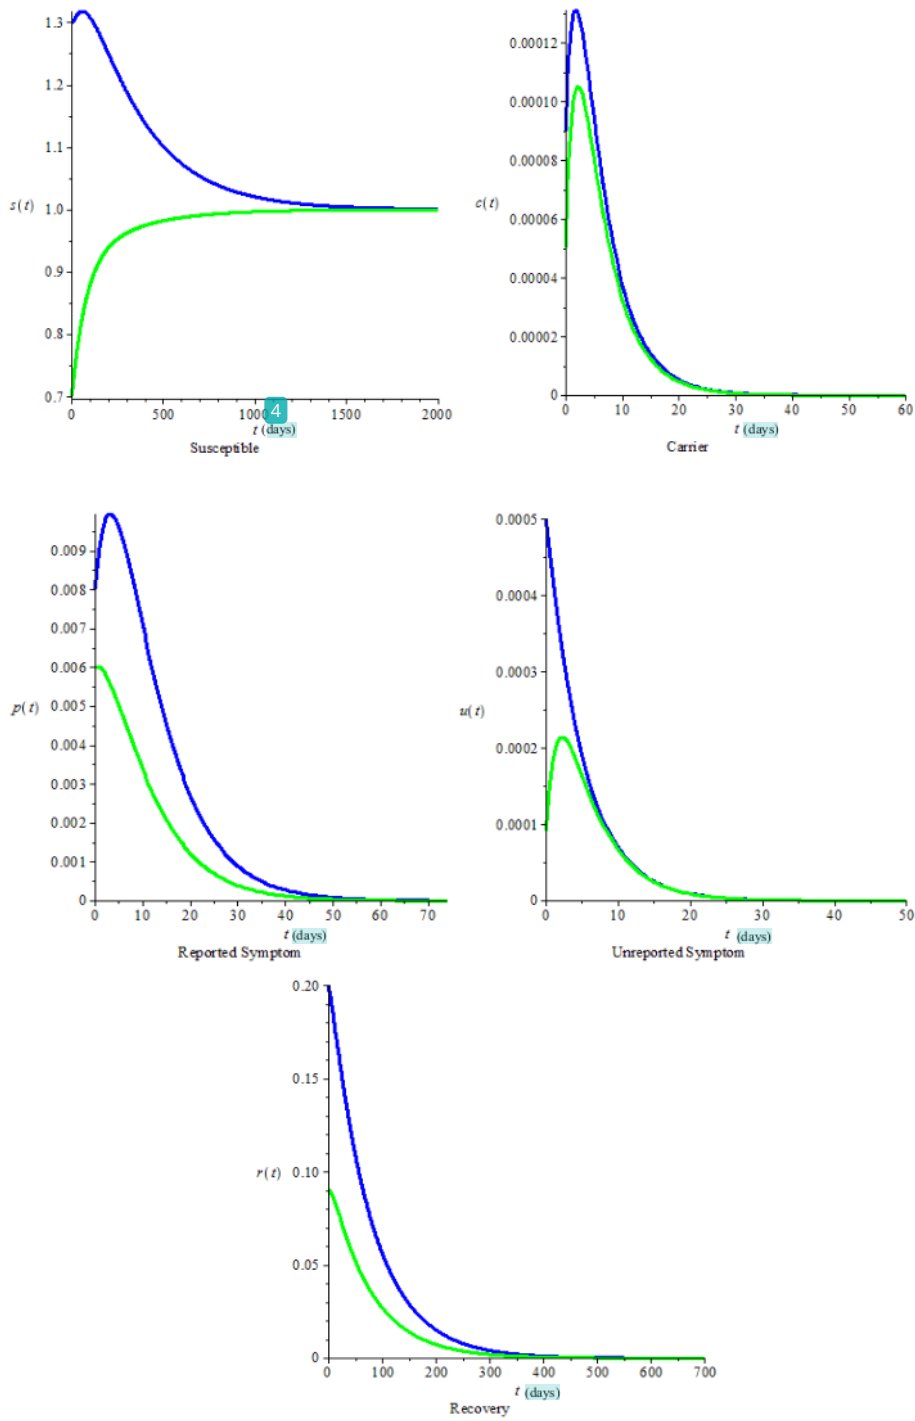 1.3
1.2
1.1
s(t)
1.0
0.9
0.8
0.7
0 500 1000 1500 2000
4
t (days)
Susceptible
0.00012
0.00010
0.00008
c(t)
0.00006
0.00004
0.00002
0
0 10 20 30 40 50 60
t (days)
Carrier
0.009
0.008
0.007
0.006
p(t)
0.005
0.004
0.003
0.002
0.001
0
0 10 20 30 40 50 60 70
t (days)
Reported Symptom
0.0005
0.0004
0.0003
u(t)
0.0002
0.0001
0
0 10 20 30 40 50
t (days)
Unreported Symptom
0.20
0.15
r(t)
0.10
0.05
0
0 100 200 300 400 500 600 700
t (days)
Recovery